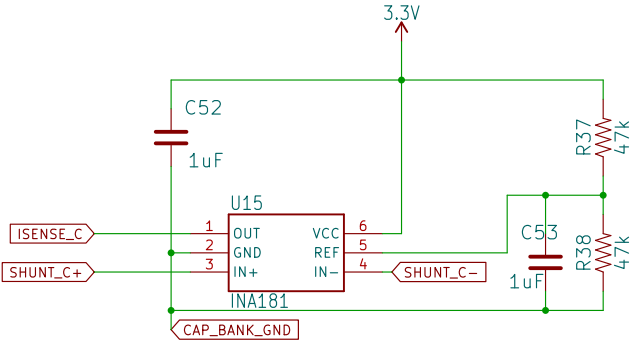 3.3V
C52
1uF
R37
47k
U15
ISENSE_C
1
OUT
VCC
6
2
GND
REF
5
SHUNT_C+
3
IN+
IN-
4
SHUNT_C-
INA181
C53
1uF
R38
47k
CAP_BANK_GND